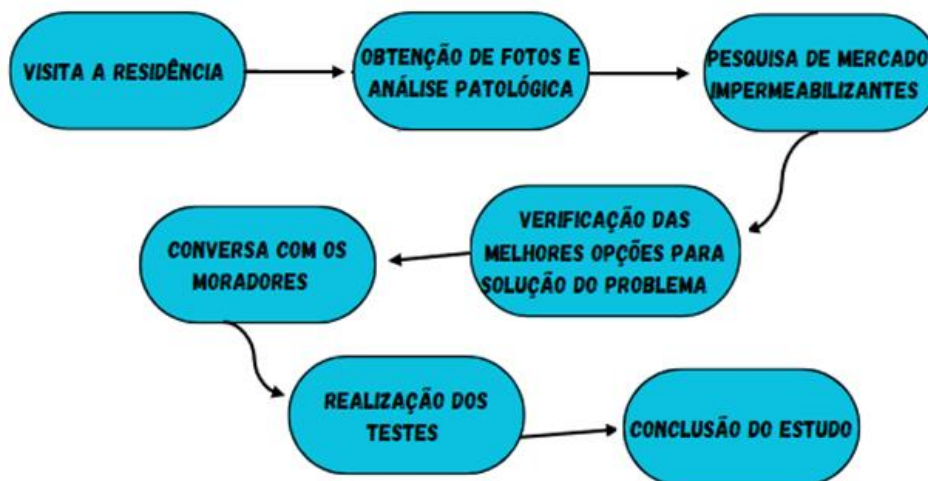 VISITA A RESIDÊNCIA
OBTENÇÃO DE FOTOS E
ANÁLISE PATOLÓGICA
PESQUISA DE MERCADO
IMPERMEABILIZANTES
VERIFICAÇÃO DAS
MELHORES OPÇÕES PARA
SOLUÇÃO DO PROBLEMA
CONVERSA COM OS
MORADORES
REALIZAÇÃO DOS
TESTES
CONCLUSÃO DO ESTUDO